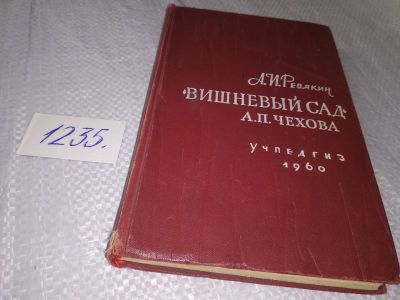 1235.
А.И.Ревякин
"ВИШНЕВЫЙ САД"
А.П.ЧЕХОВА
УЧПЕДГИЗ
1960